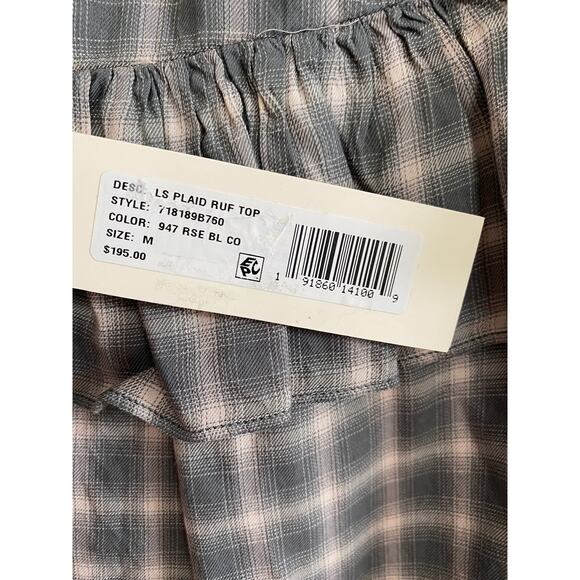 DESC: LS PLAID RUF TOP
STYLE: 718189B760
COLOR: 947 RSE BL CO
SIZE: M
$195.00
EPC
1 91860 14100 9